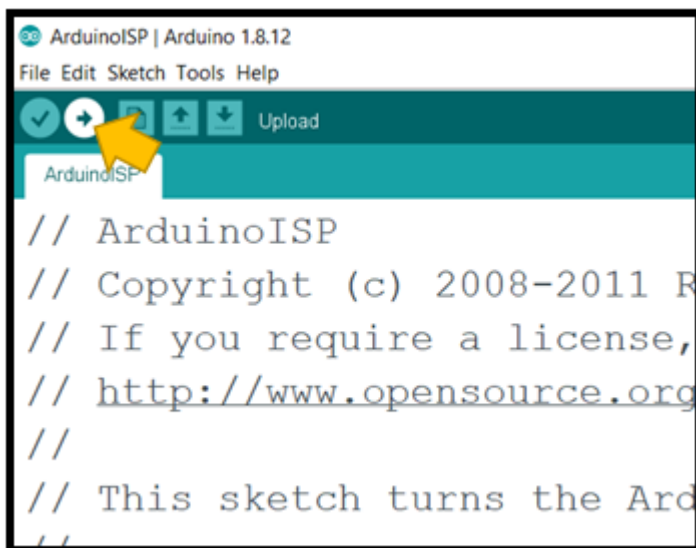 ArduinoISP | Arduino 1.8.12
File Edit Sketch Tools Help
Upload
ArduinoISP
// ArduinoISP
// Copyright (c) 2008-2011 R
// If you require a license,
// http://www.opensource.org
//
// This sketch turns the Ard
//